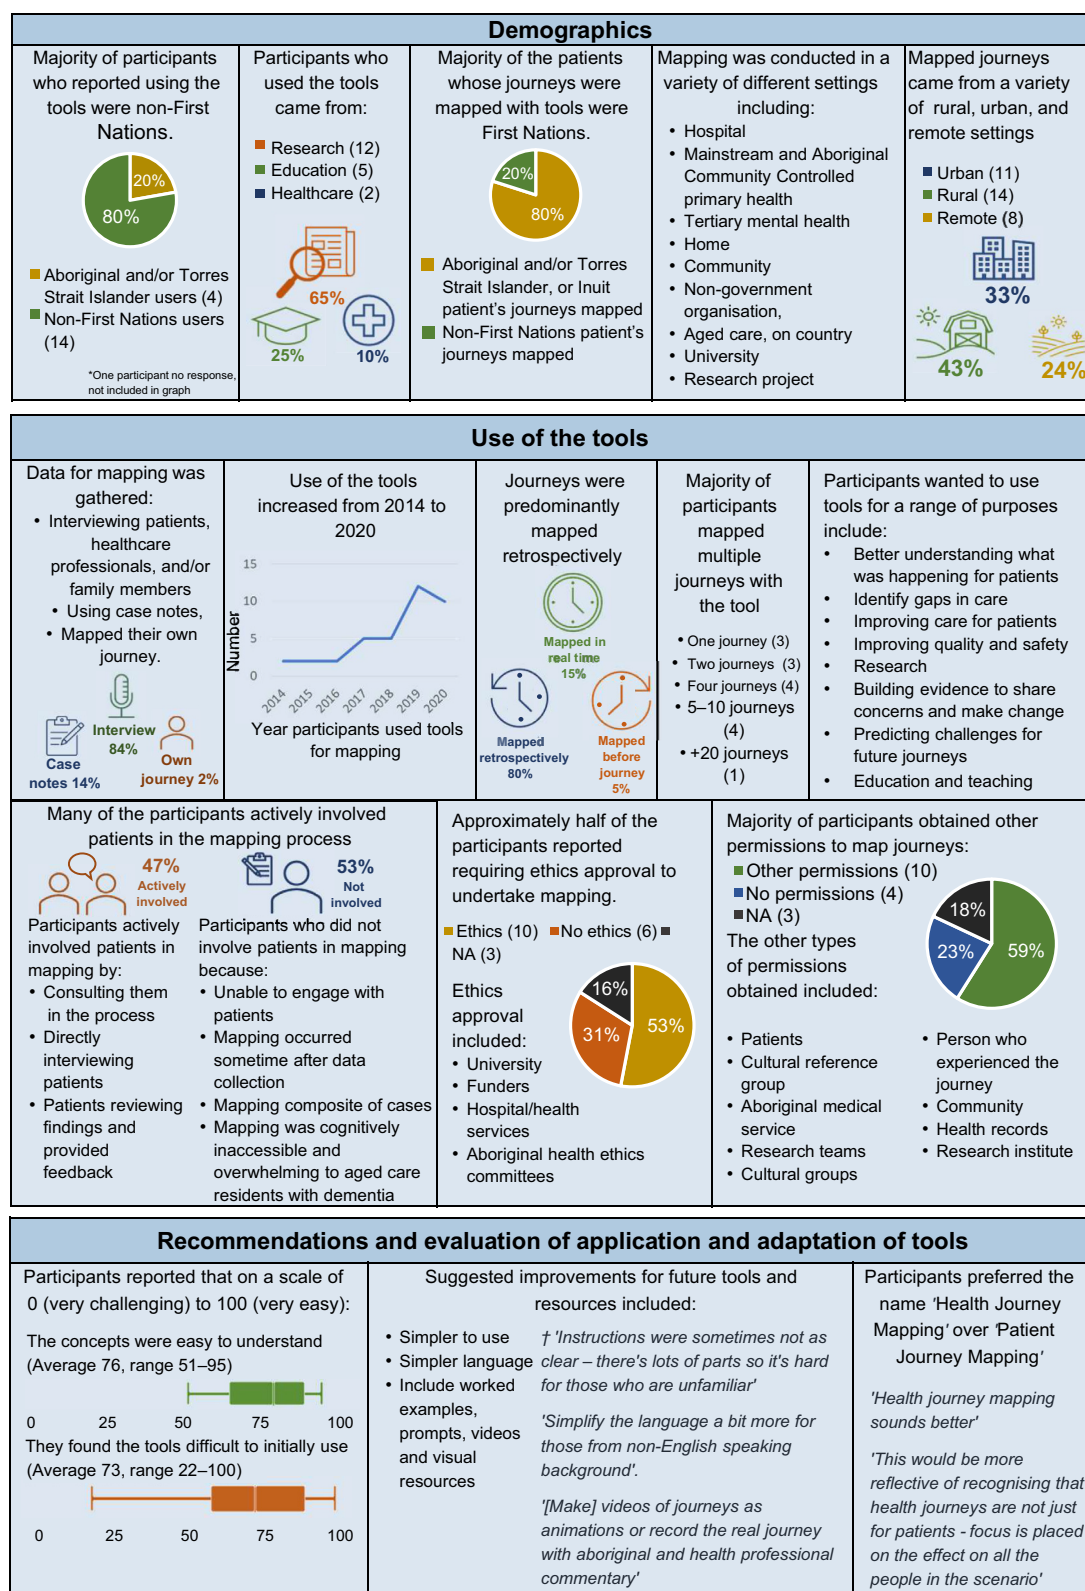 Demographics
Majority of participants
who reported using the
tools were non-First
Nations.
20%
80%
Aboriginal and/or Torres
Strait Islander users (4)
Non-First Nations users
(14)
*One participant no response,
not included in graph
Participants who
used the tools
came from:
Research (12)
Education (5)
Healthcare (2)
65%
25%
10%
Majority of the patients
whose journeys were
mapped with tools were
First Nations.
20%
80%
Aboriginal and/or Torres
Strait Islander, or Inuit
patient's journeys mapped
Non-First Nations patient's
journeys mapped
Mapping was conducted in a
variety of different settings
including:
• Hospital
• Mainstream and Aboriginal
Community Controlled
primary health
• Tertiary mental health
• Home
• Community
• Non-government
organisation,
• Aged care, on country
• University
• Research project
Mapped journeys
came from a variety
of rural, urban, and
remote settings
Urban (11)
Rural (14)
Remote (8)
33%
43%
24%
Use of the tools
Data for mapping was
gathered:
• Interviewing patients,
healthcare
professionals, and/or
family members
• Using case notes,
• Mapped their own
journey.
Interview
84%
Case
notes 14%
Own
journey 2%
Use of the tools
increased from 2014 to
2020
15
10
5
0
Number
2014
2015
2016
2017
2018
2019
2020
Year participants used tools
for mapping
Journeys were
predominantly
mapped
retrospectively
Mapped in
real time
15%
Mapped
retrospectively
80%
Mapped
before
journey
5%
Majority of
participants
mapped
multiple
journeys with
the tool
• One journey (3)
• Two journeys (3)
• Four journeys (4)
• 5–10 journeys
(4)
• +20 journeys
(1)
Participants wanted to use
tools for a range of purposes
include:
• Better understanding what
was happening for patients
• Identify gaps in care
• Improving care for patients
• Improving quality and safety
• Research
• Building evidence to share
concerns and make change
• Predicting challenges for
future journeys
• Education and teaching
Many of the participants actively involved
patients in the mapping process
47%
Actively
involved
53%
Not
involved
Participants actively
involved patients in
mapping by:
• Consulting them
in the process
• Directly
interviewing
patients
• Patients reviewing
findings and
provided
feedback
Participants who did not
involve patients in mapping
because:
• Unable to engage with
patients
• Mapping occurred
sometime after data
collection
• Mapping composite of cases
• Mapping was cognitively
inaccessible and
overwhelming to aged care
residents with dementia
Approximately half of the
participants reported
requiring ethics approval to
undertake mapping.
Ethics (10) No ethics (6)
NA (3)
16%
31%
53%
Ethics
approval
included:
• University
• Funders
• Hospital/health
services
• Aboriginal health ethics
committees
Majority of participants obtained other
permissions to map journeys:
Other permissions (10)
No permissions (4)
NA (3)
18%
23%
59%
The other types
of permissions
obtained included:
• Patients
• Cultural reference
group
• Aboriginal medical
service
• Research teams
• Cultural groups
• Person who
experienced the
journey
• Community
• Health records
• Research institute
Recommendations and evaluation of application and adaptation of tools
Participants reported that on a scale of
0 (very challenging) to 100 (very easy):
The concepts were easy to understand
(Average 76, range 51–95)
0 25 50 75 100
They found the tools difficult to initially use
(Average 73, range 22–100)
0 25 50 75 100
Suggested improvements for future tools and
resources included:
• Simpler to use
• Simpler language
• Include worked
examples,
prompts, videos
and visual
resources
† 'Instructions were sometimes not as
clear – there's lots of parts so it's hard
for those who are unfamiliar'
'Simplify the language a bit more for
those from non-English speaking
background'.
'[Make] videos of journeys as
animations or record the real journey
with aboriginal and health professional
commentary'
Participants preferred the
name 'Health Journey
Mapping' over 'Patient
Journey Mapping'
'Health journey mapping
sounds better'
'This would be more
reflective of recognising that
health journeys are not just
for patients - focus is placed
on the effect on all the
people in the scenario'